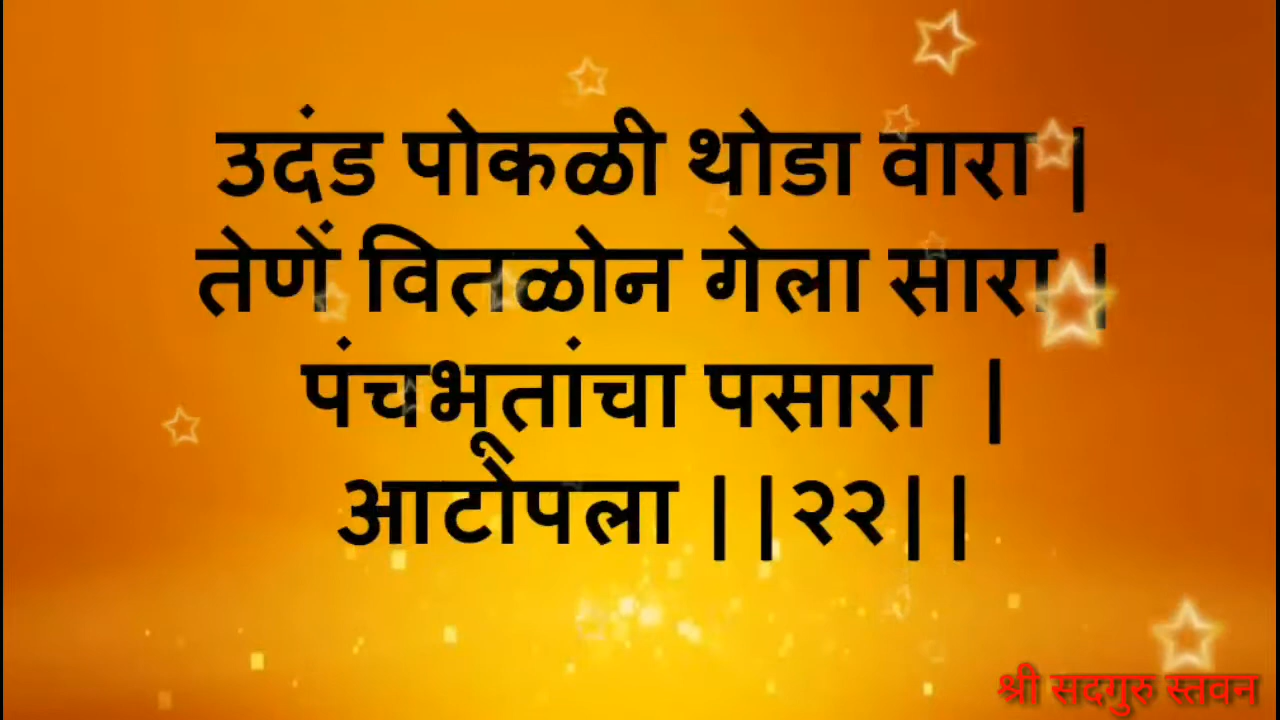 उदंड पोकळी थोडा वारा |
तेणें वितळोन गेला सारा |
पंचभूतांचा पसारा |
आटोपला ||२२||
श्री सदगुरु स्तवन